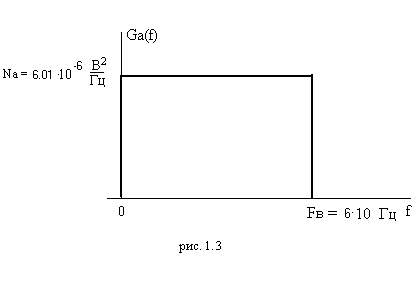 Ga(f)
Na = 6.01 ·10⁻⁶ В²/Гц
0
Fв = 6·10 Гц f
рис. 1.3